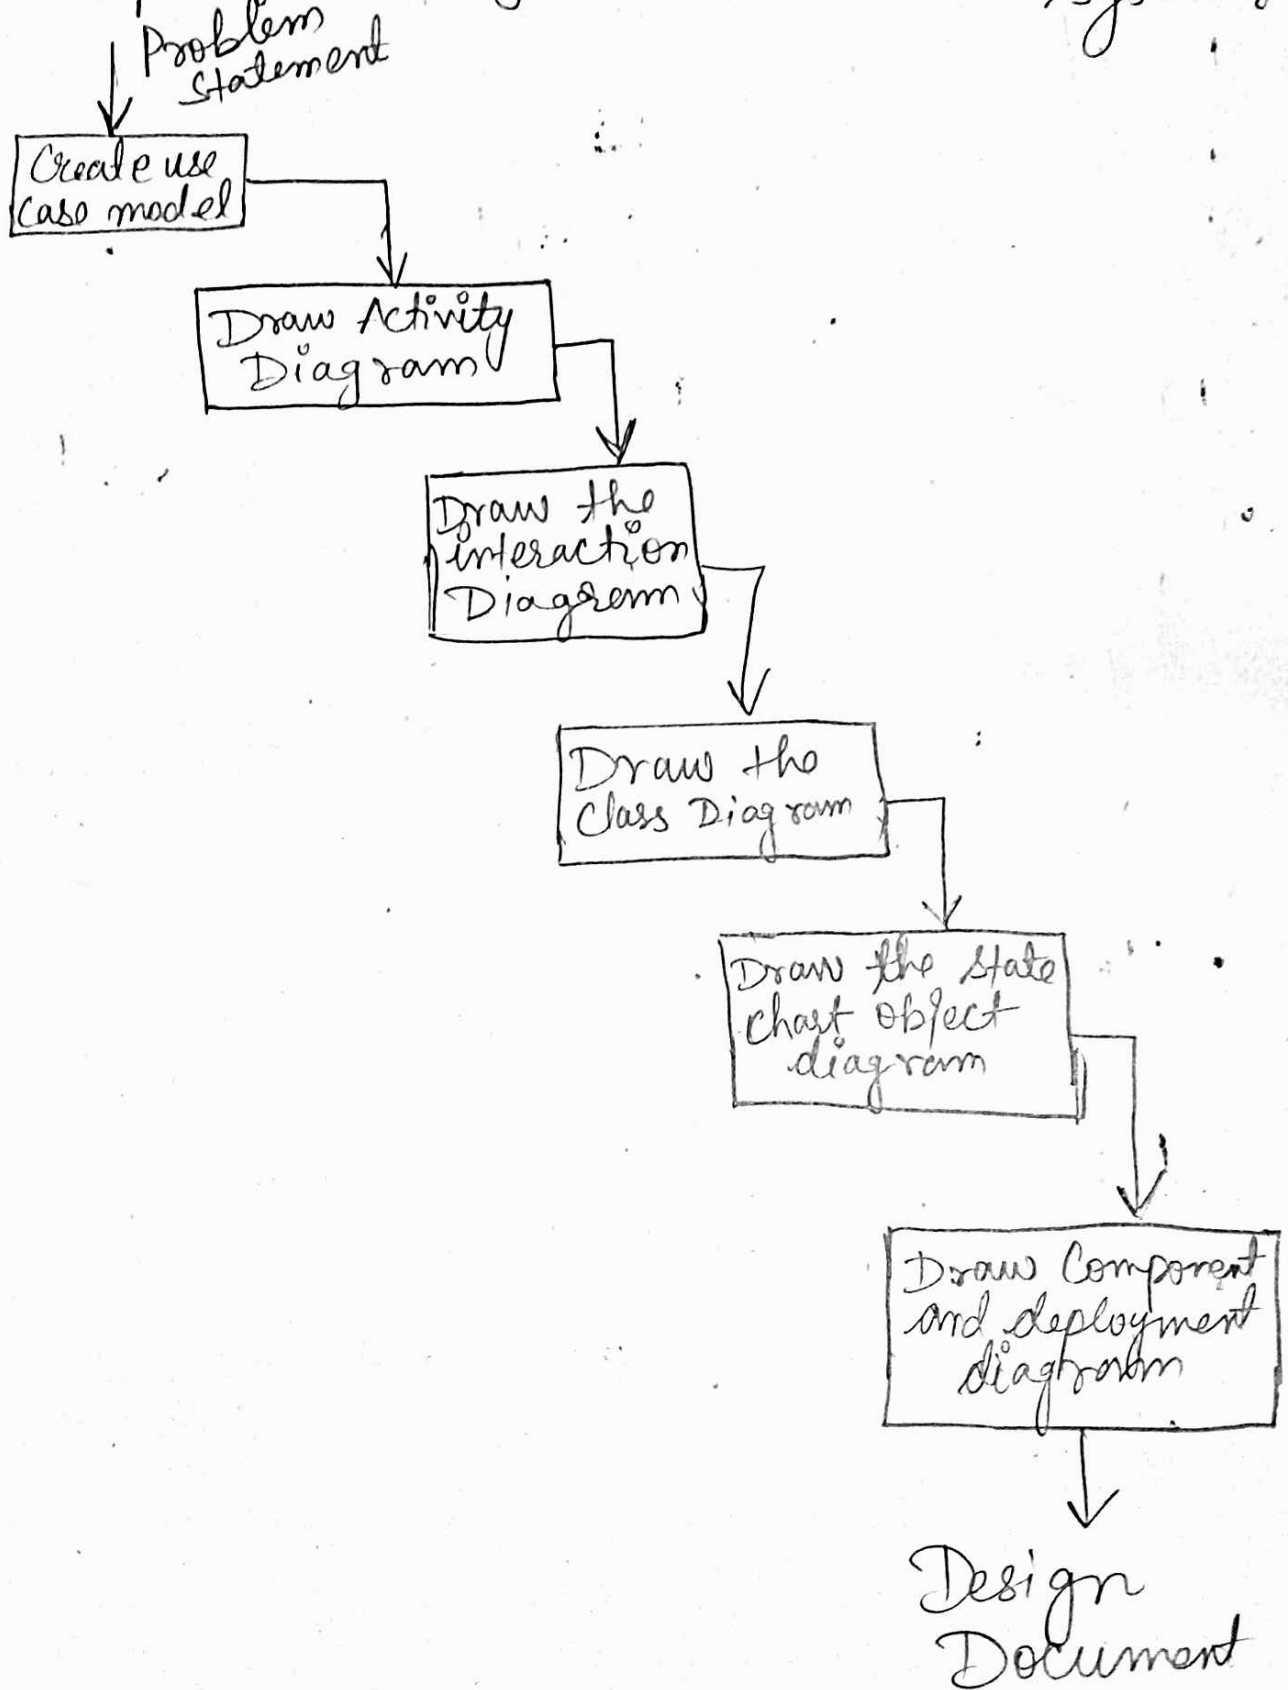 Problem
Statement
Create use
case model
Draw Activity
Diagram
Draw the
interaction
Diagram
Draw the
Class Diagram
Draw the state
chart object
diagram
Draw Component
and deployment
diagram
Design
Document